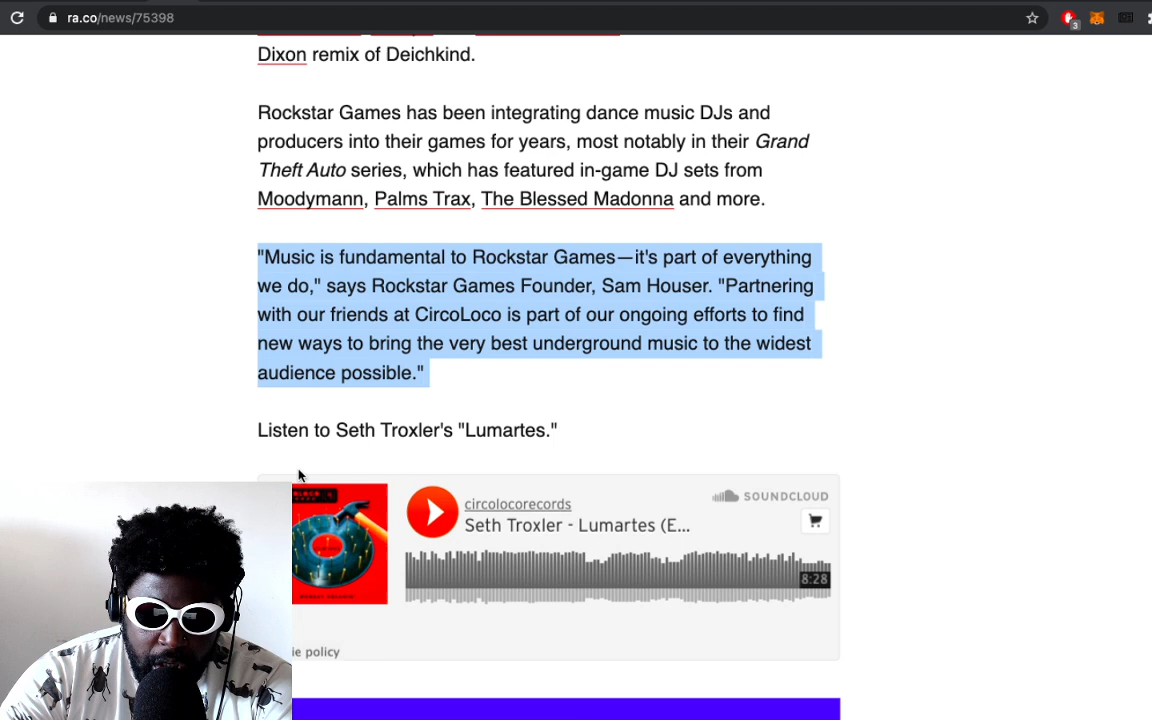 ra.co/news/75398
3
Dixon remix of Deichkind.
Rockstar Games has been integrating dance music DJs and
producers into their games for years, most notably in their Grand
Theft Auto series, which has featured in-game DJ sets from
Moodymann, Palms Trax, The Blessed Madonna and more.
"Music is fundamental to Rockstar Games—it's part of everything
we do," says Rockstar Games Founder, Sam Houser. "Partnering
with our friends at CircoLoco is part of our ongoing efforts to find
new ways to bring the very best underground music to the widest
audience possible."
Listen to Seth Troxler's "Lumartes."
circolocorecords
SOUNDCLOUD
Seth Troxler - Lumartes (E...
8:28
policy